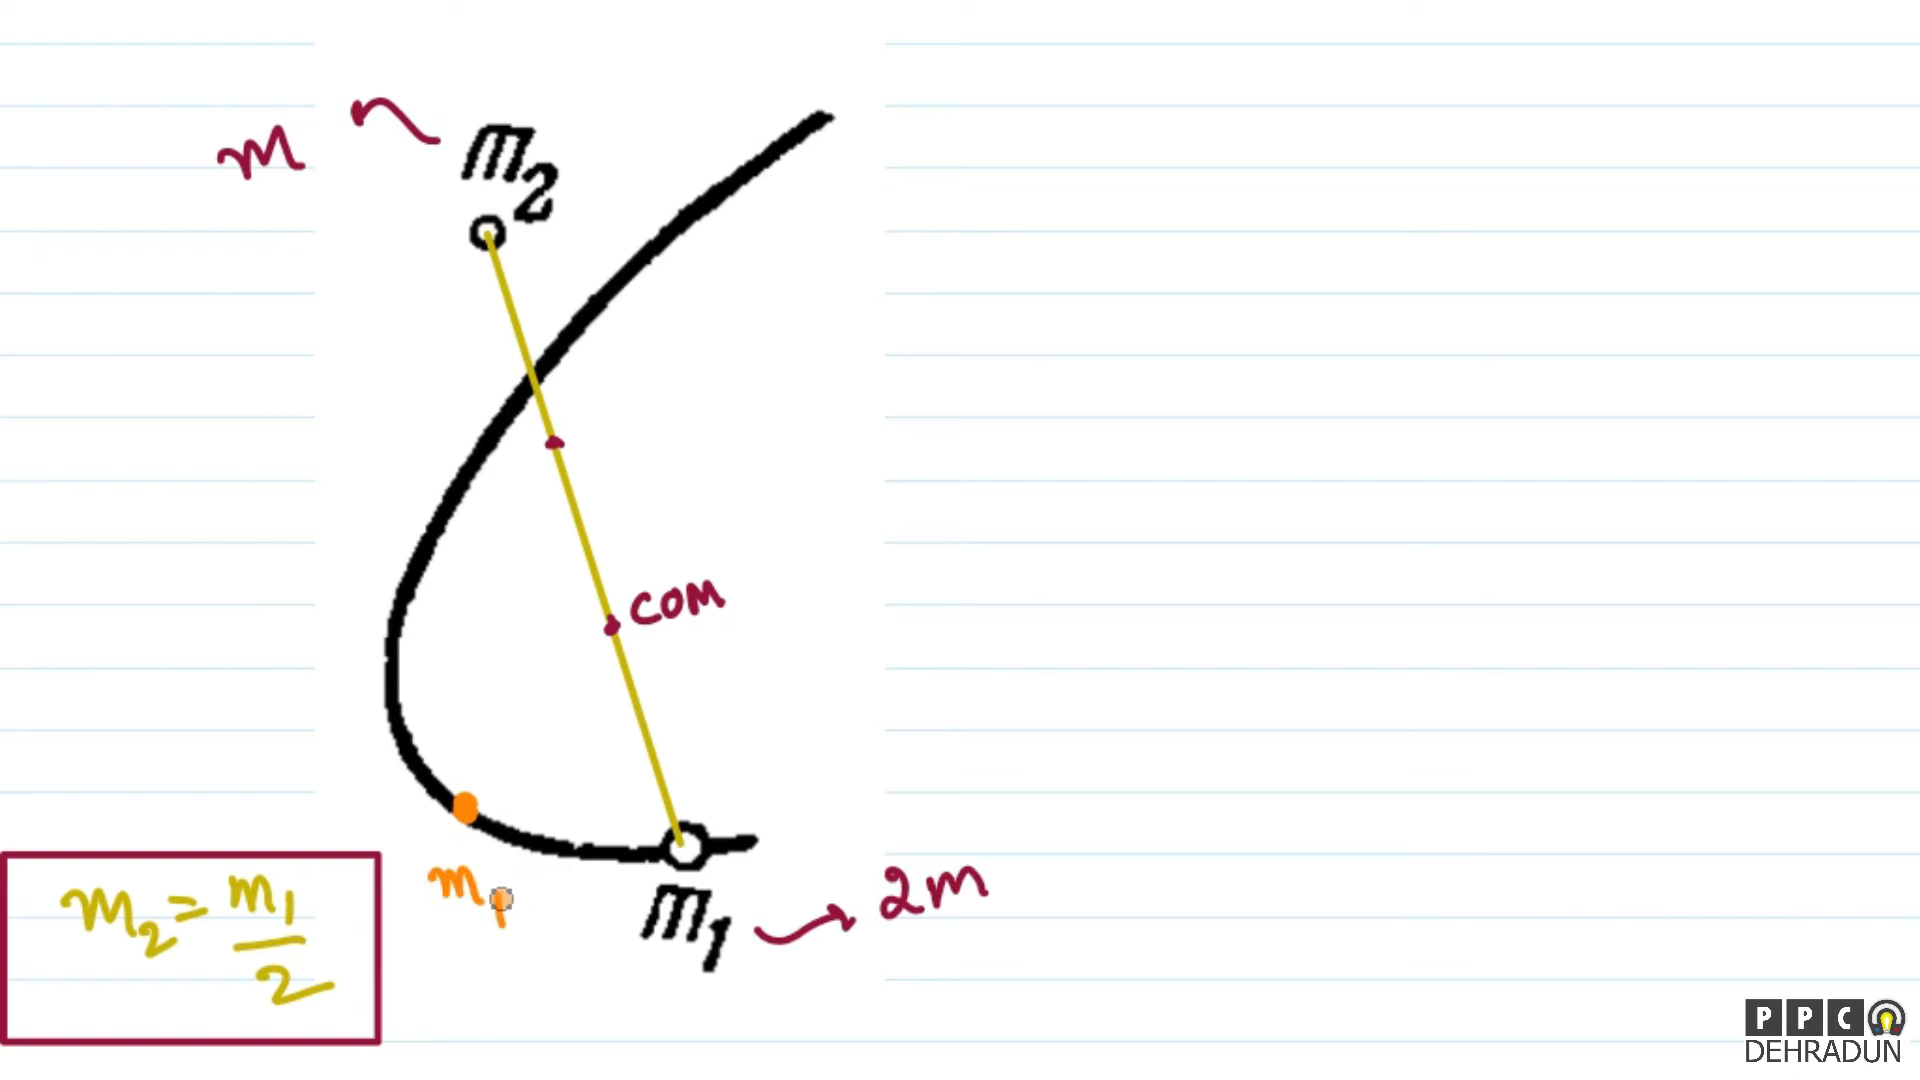 m
m2
COM
m1
m1 2m
m2 = m1/2
PPC
DEHRADUN